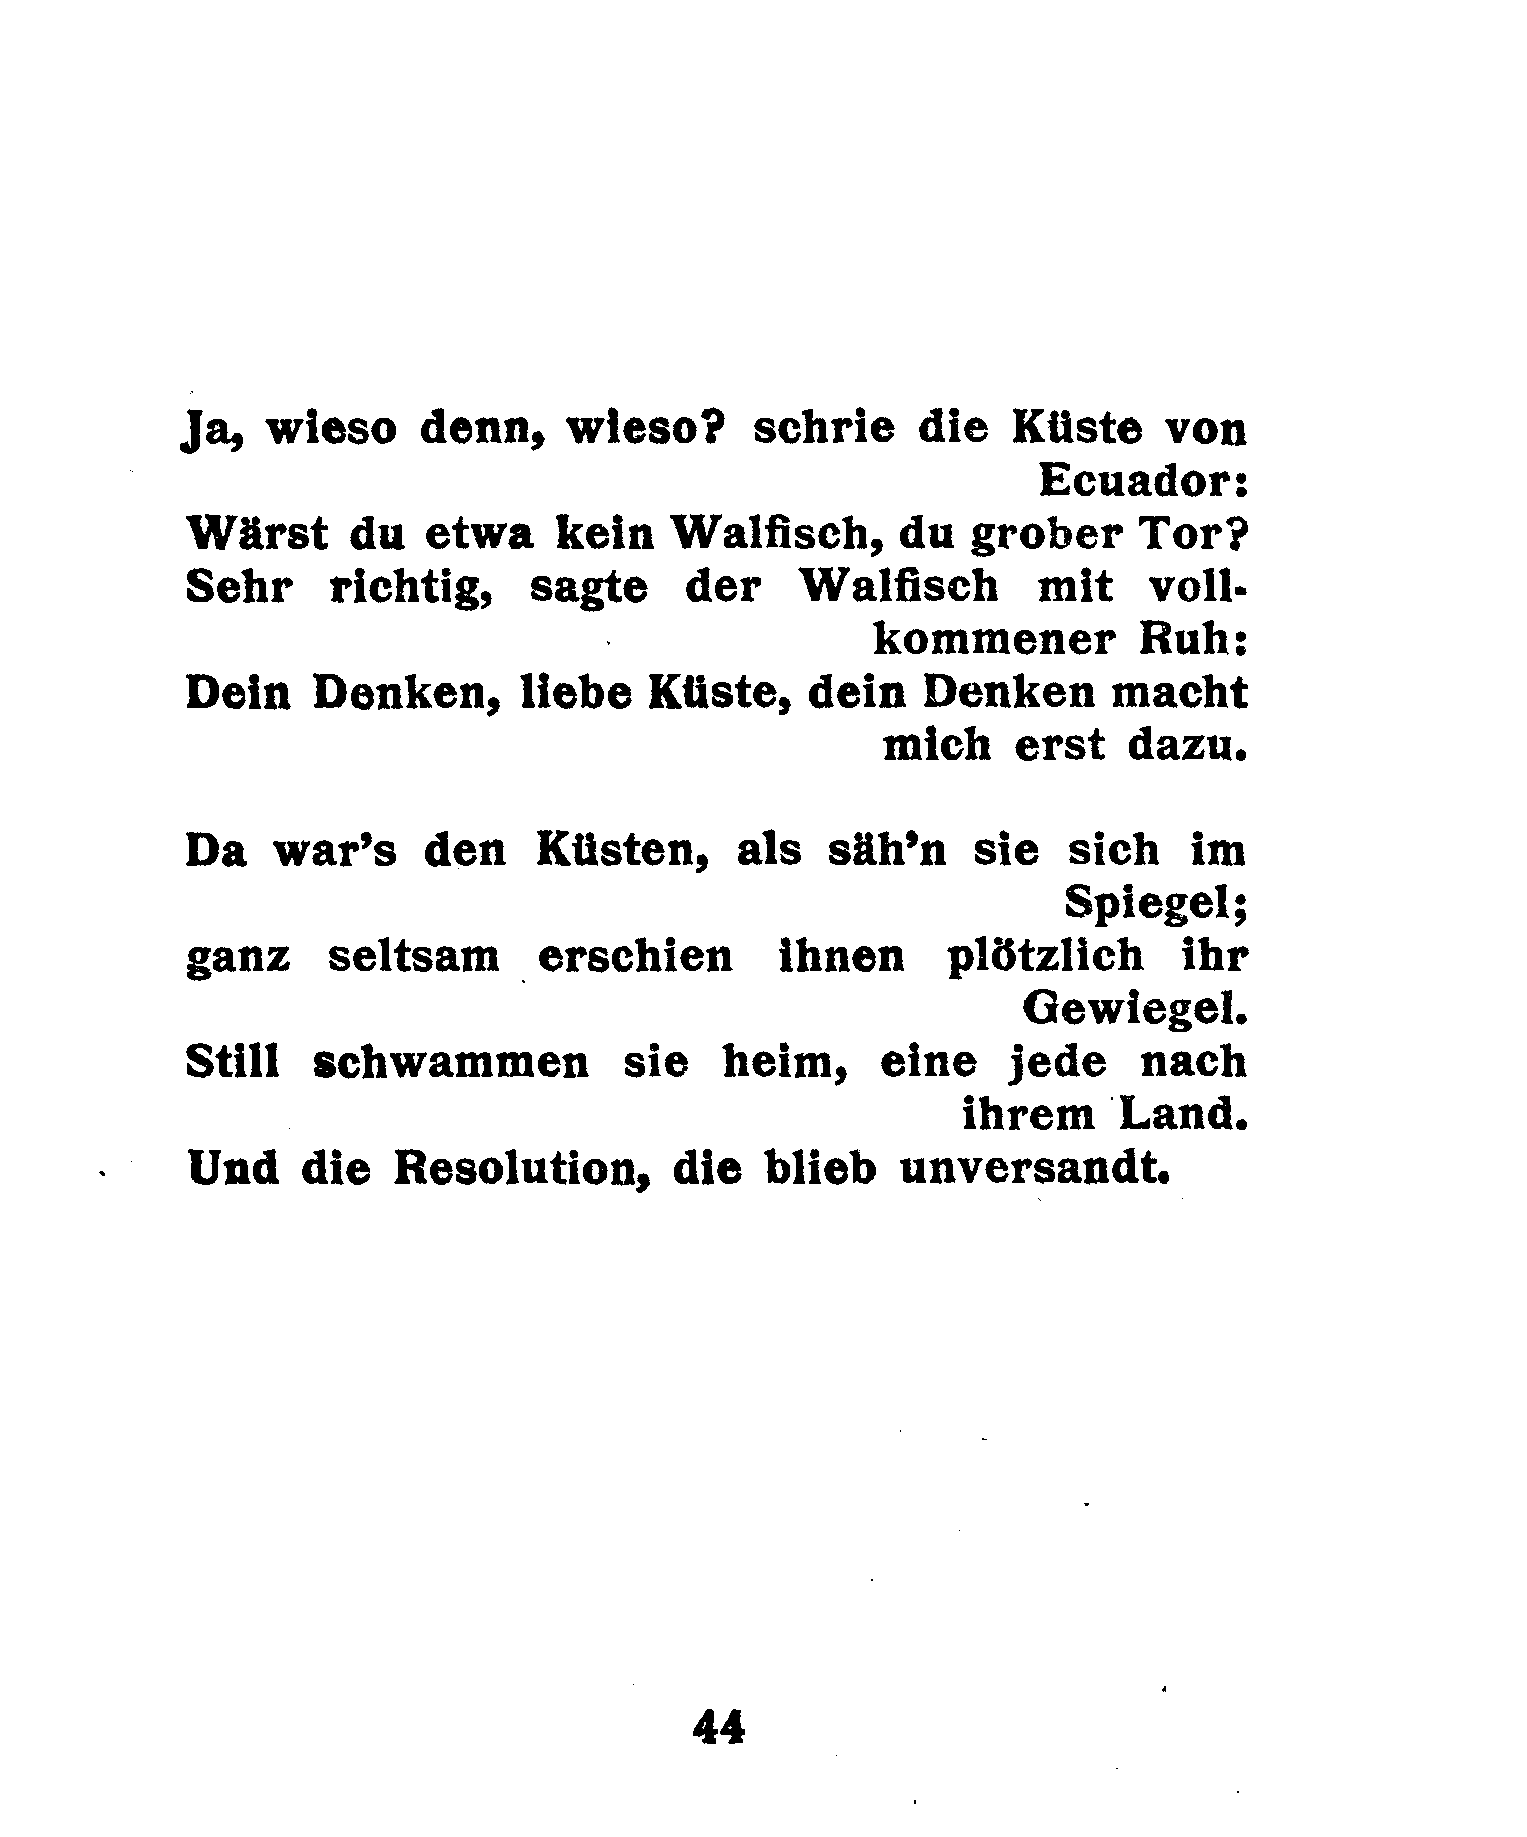 Ja, wieso denn, wieso? schrie die Küste von
Ecuador:
Wärst du etwa kein Walfisch, du grober Tor?
Sehr richtig, sagte der Walfisch mit voll-
kommener Ruh:
Dein Denken, liebe Küste, dein Denken macht
mich erst dazu.
Da war's den Küsten, als säh'n sie sich im
Spiegel;
ganz seltsam erschien ihnen plötzlich ihr
Gewiegel.
Still schwammen sie heim, eine jede nach
ihrem Land.
Und die Resolution, die blieb unversandt.
44